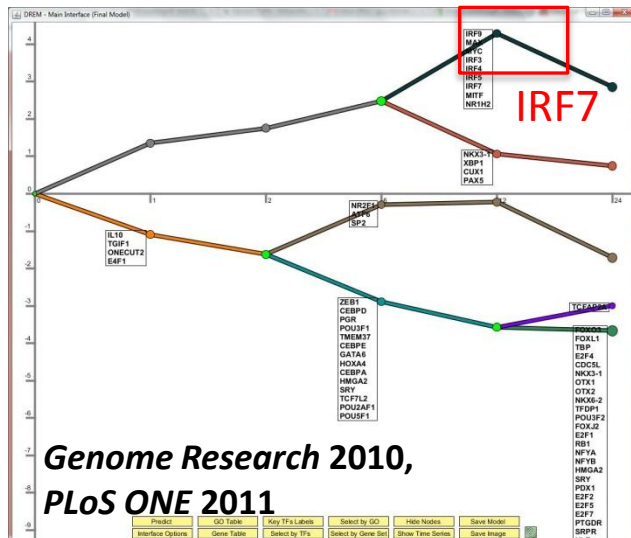 DREM - Main Interface (Final Model)
4
3
2
1
0
-1
-2
-3
-4
-5
-6
-7
-8
-9
1
2
12
24
IRF9
MAX
MYC
IRF3
IRF4
IRF5
IRF7
MITF
NR1H2
IRF7
NKX3-1
XBP1
CUX1
PAX5
NR2F1
ATF6
SP2
IL10
TGIF1
ONECUT2
E4F1
ZEB1
CEBPD
PGR
POU3F1
TMEM37
CEBPE
GATA6
HOXA4
CEBPA
HMGA2
SRY
TCF7L2
POU2AF1
POU5F1
TCFAP2A
FOXO3
FOXL1
TBP
E2F4
CDC5L
NKX3-1
OTX1
OTX2
NKX6-2
TFDP1
POU3F2
FOXJ2
E2F1
RB1
NFYA
NFYB
HMGA2
SRY
PDX1
E2F2
E2F5
E2F7
PTGDR
SRPR
Genome Research 2010,
PLoS ONE 2011
Predict GO Table Key TFs Labels Select by GO Hide Nodes Save Model
Interface Options Gene Table Select by TFs Select by Gene Set Show Time Series Save Image